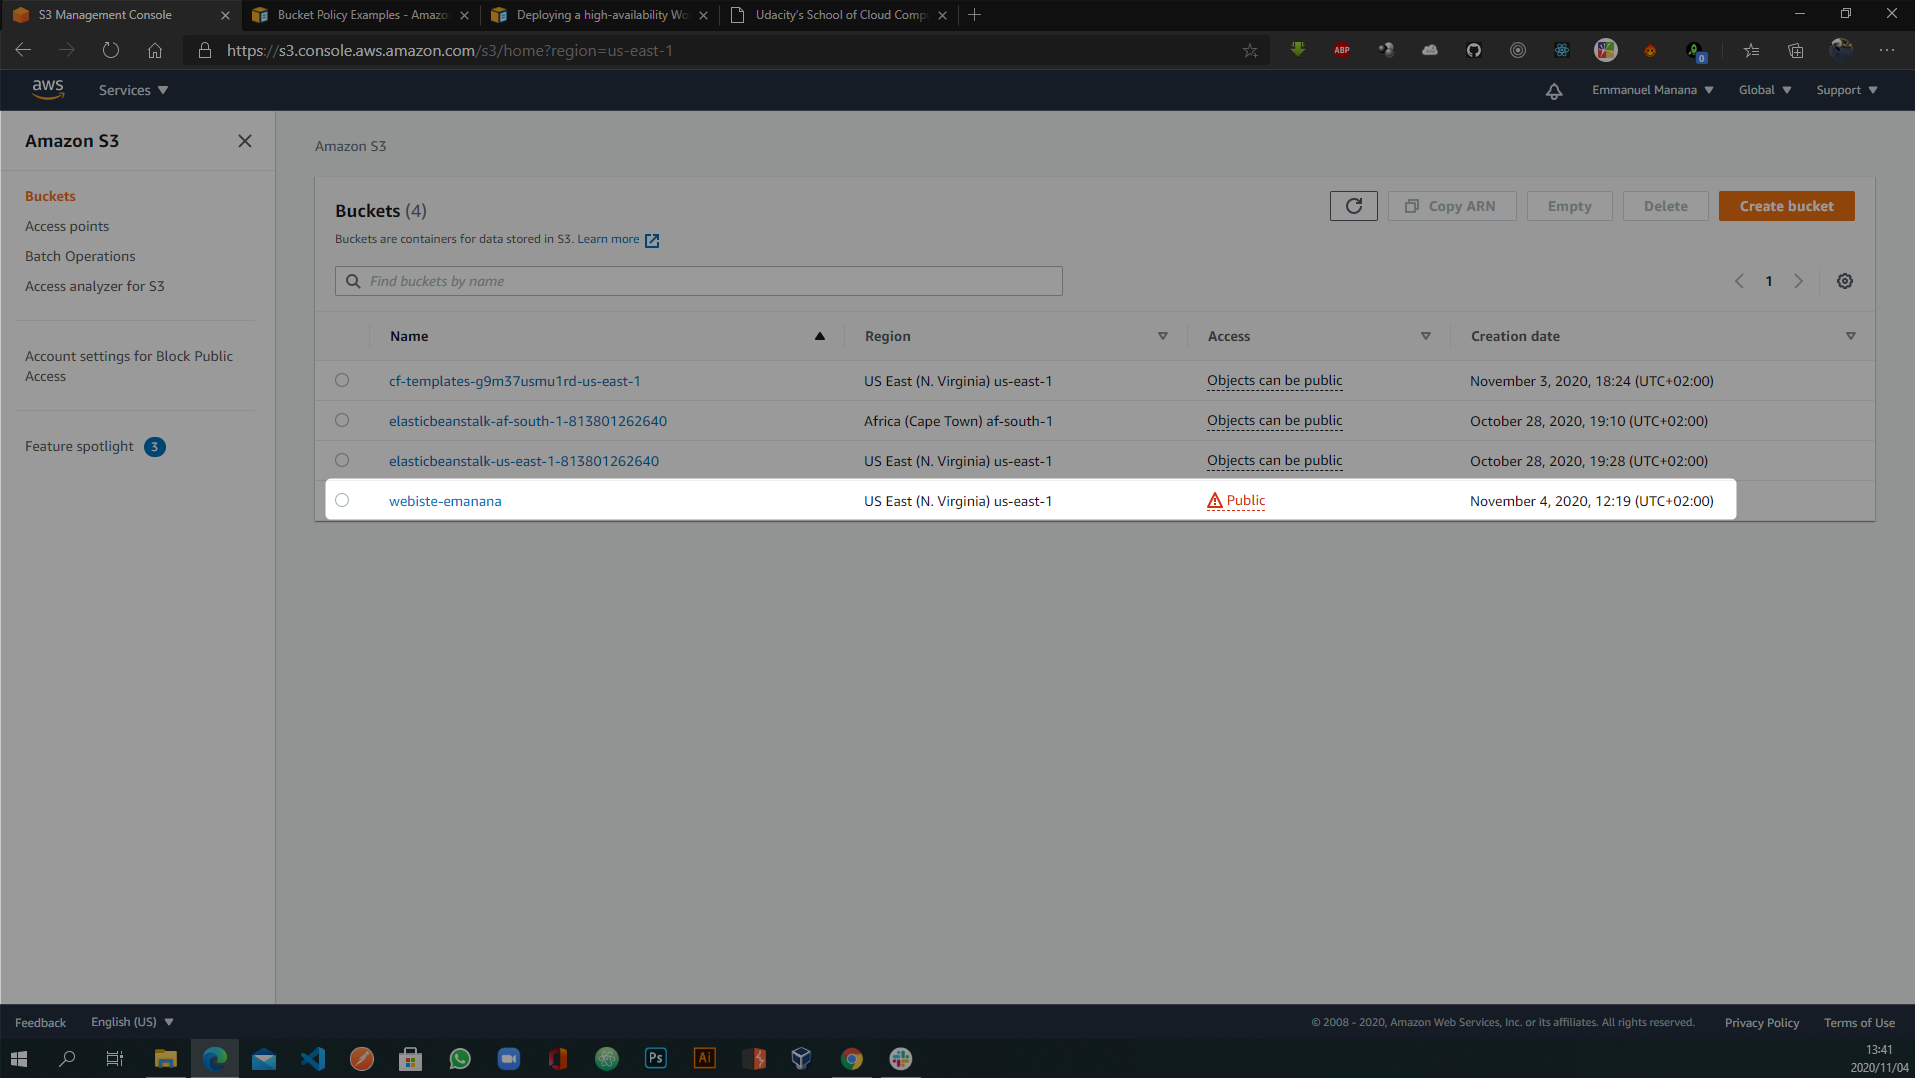 S3 Management Console
Bucket Policy Examples - Amazo
Deploying a high-availability Wo
Udacity's School of Cloud Comp
https://s3.console.aws.amazon.com/s3/home?region=us-east-1
ABP
0
aws
Services
Emmanuel Manana
Global
Support
Amazon S3
Buckets
Access points
Batch Operations
Access analyzer for S3
Account settings for Block Public
Access
Feature spotlight 3
Amazon S3
Buckets (4)
Copy ARN
Empty
Delete
Create bucket
Buckets are containers for data stored in S3. Learn more
Find buckets by name
1
Name Region Access Creation date
cf-templates-g9m37usmu1rd-us-east-1 US East (N. Virginia) us-east-1 Objects can be public November 3, 2020, 18:24 (UTC+02:00)
elasticbeanstalk-af-south-1-813801262640 Africa (Cape Town) af-south-1 Objects can be public October 28, 2020, 19:10 (UTC+02:00)
elasticbeanstalk-us-east-1-813801262640 US East (N. Virginia) us-east-1 Objects can be public October 28, 2020, 19:28 (UTC+02:00)
webiste-emanana US East (N. Virginia) us-east-1 Public November 4, 2020, 12:19 (UTC+02:00)
Feedback
English (US)
© 2008 - 2020, Amazon Web Services, Inc. or its affiliates. All rights reserved.
Privacy Policy
Terms of Use
Ps
Ai
13:41
2020/11/04